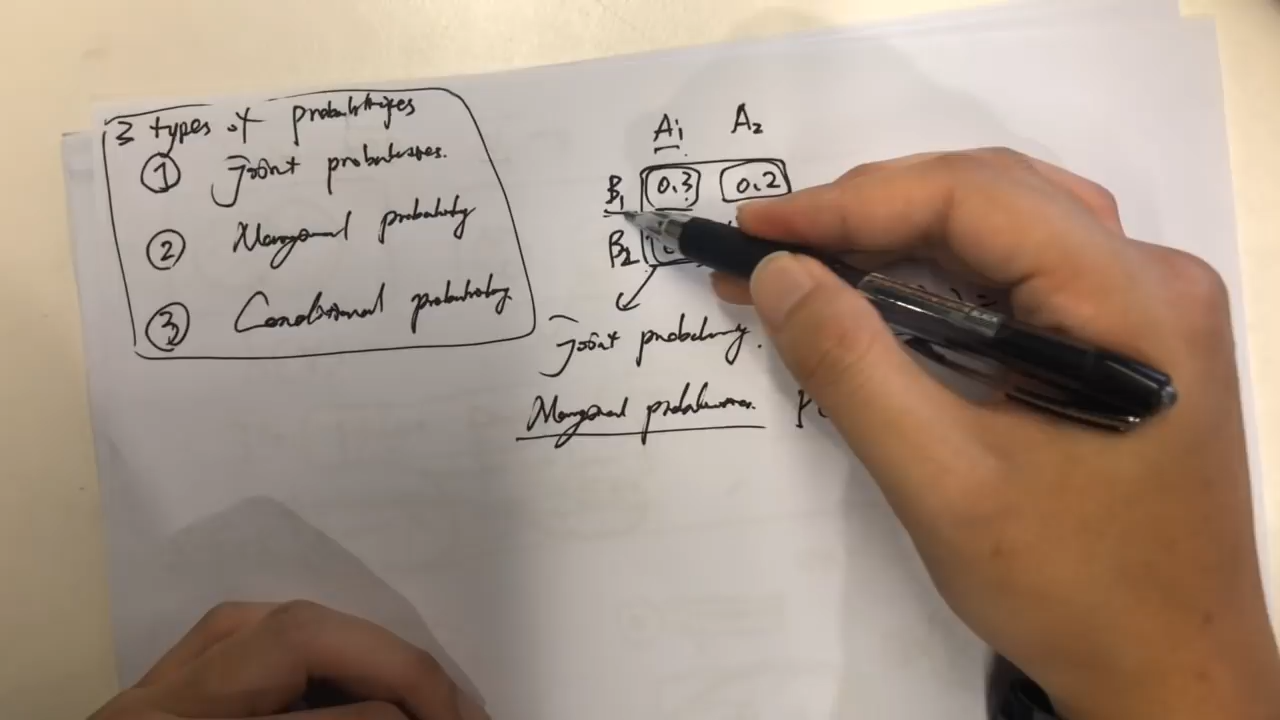 3 types of probabilities
① Joint probabilities.
② Marginal probability
③ Conditional probability
A1 A2
B1 0.3 0.2
B2
Joint probability.
Marginal probabilities. P(